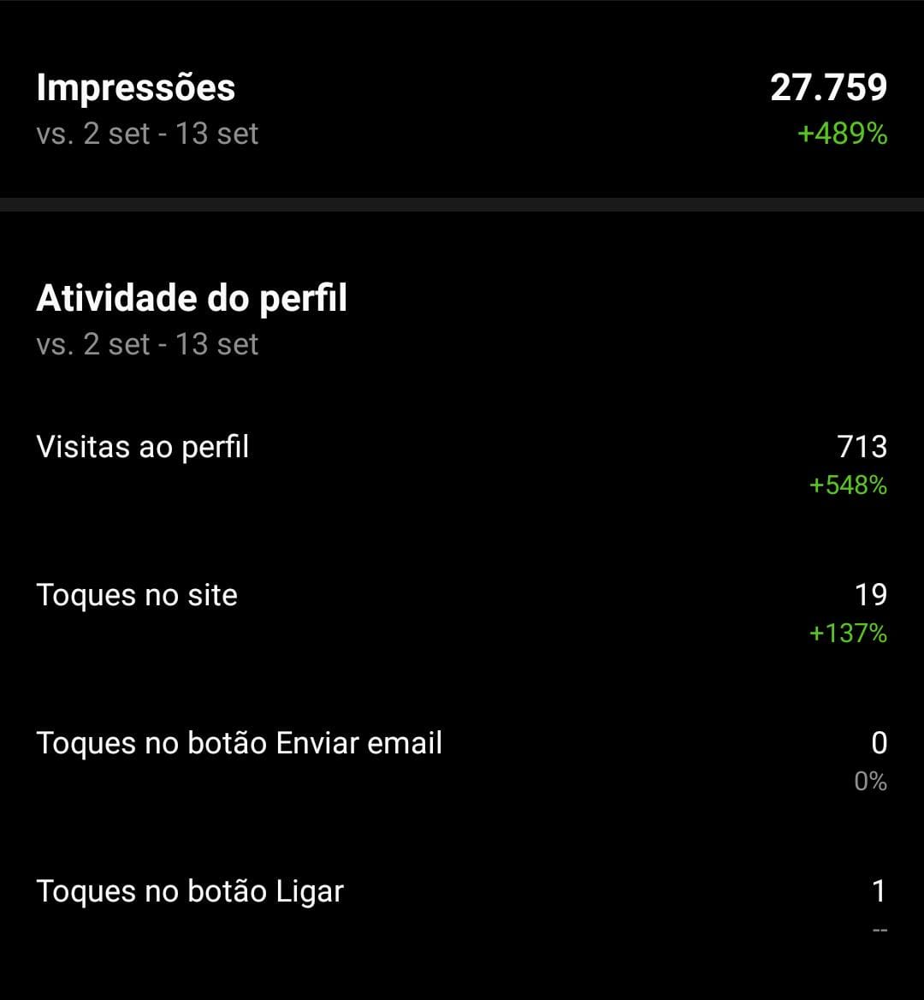 Impressões
27.759
vs. 2 set - 13 set
+489%
Atividade do perfil
vs. 2 set - 13 set
Visitas ao perfil
713
+548%
Toques no site
19
+137%
Toques no botão Enviar email
0
0%
Toques no botão Ligar
1
--